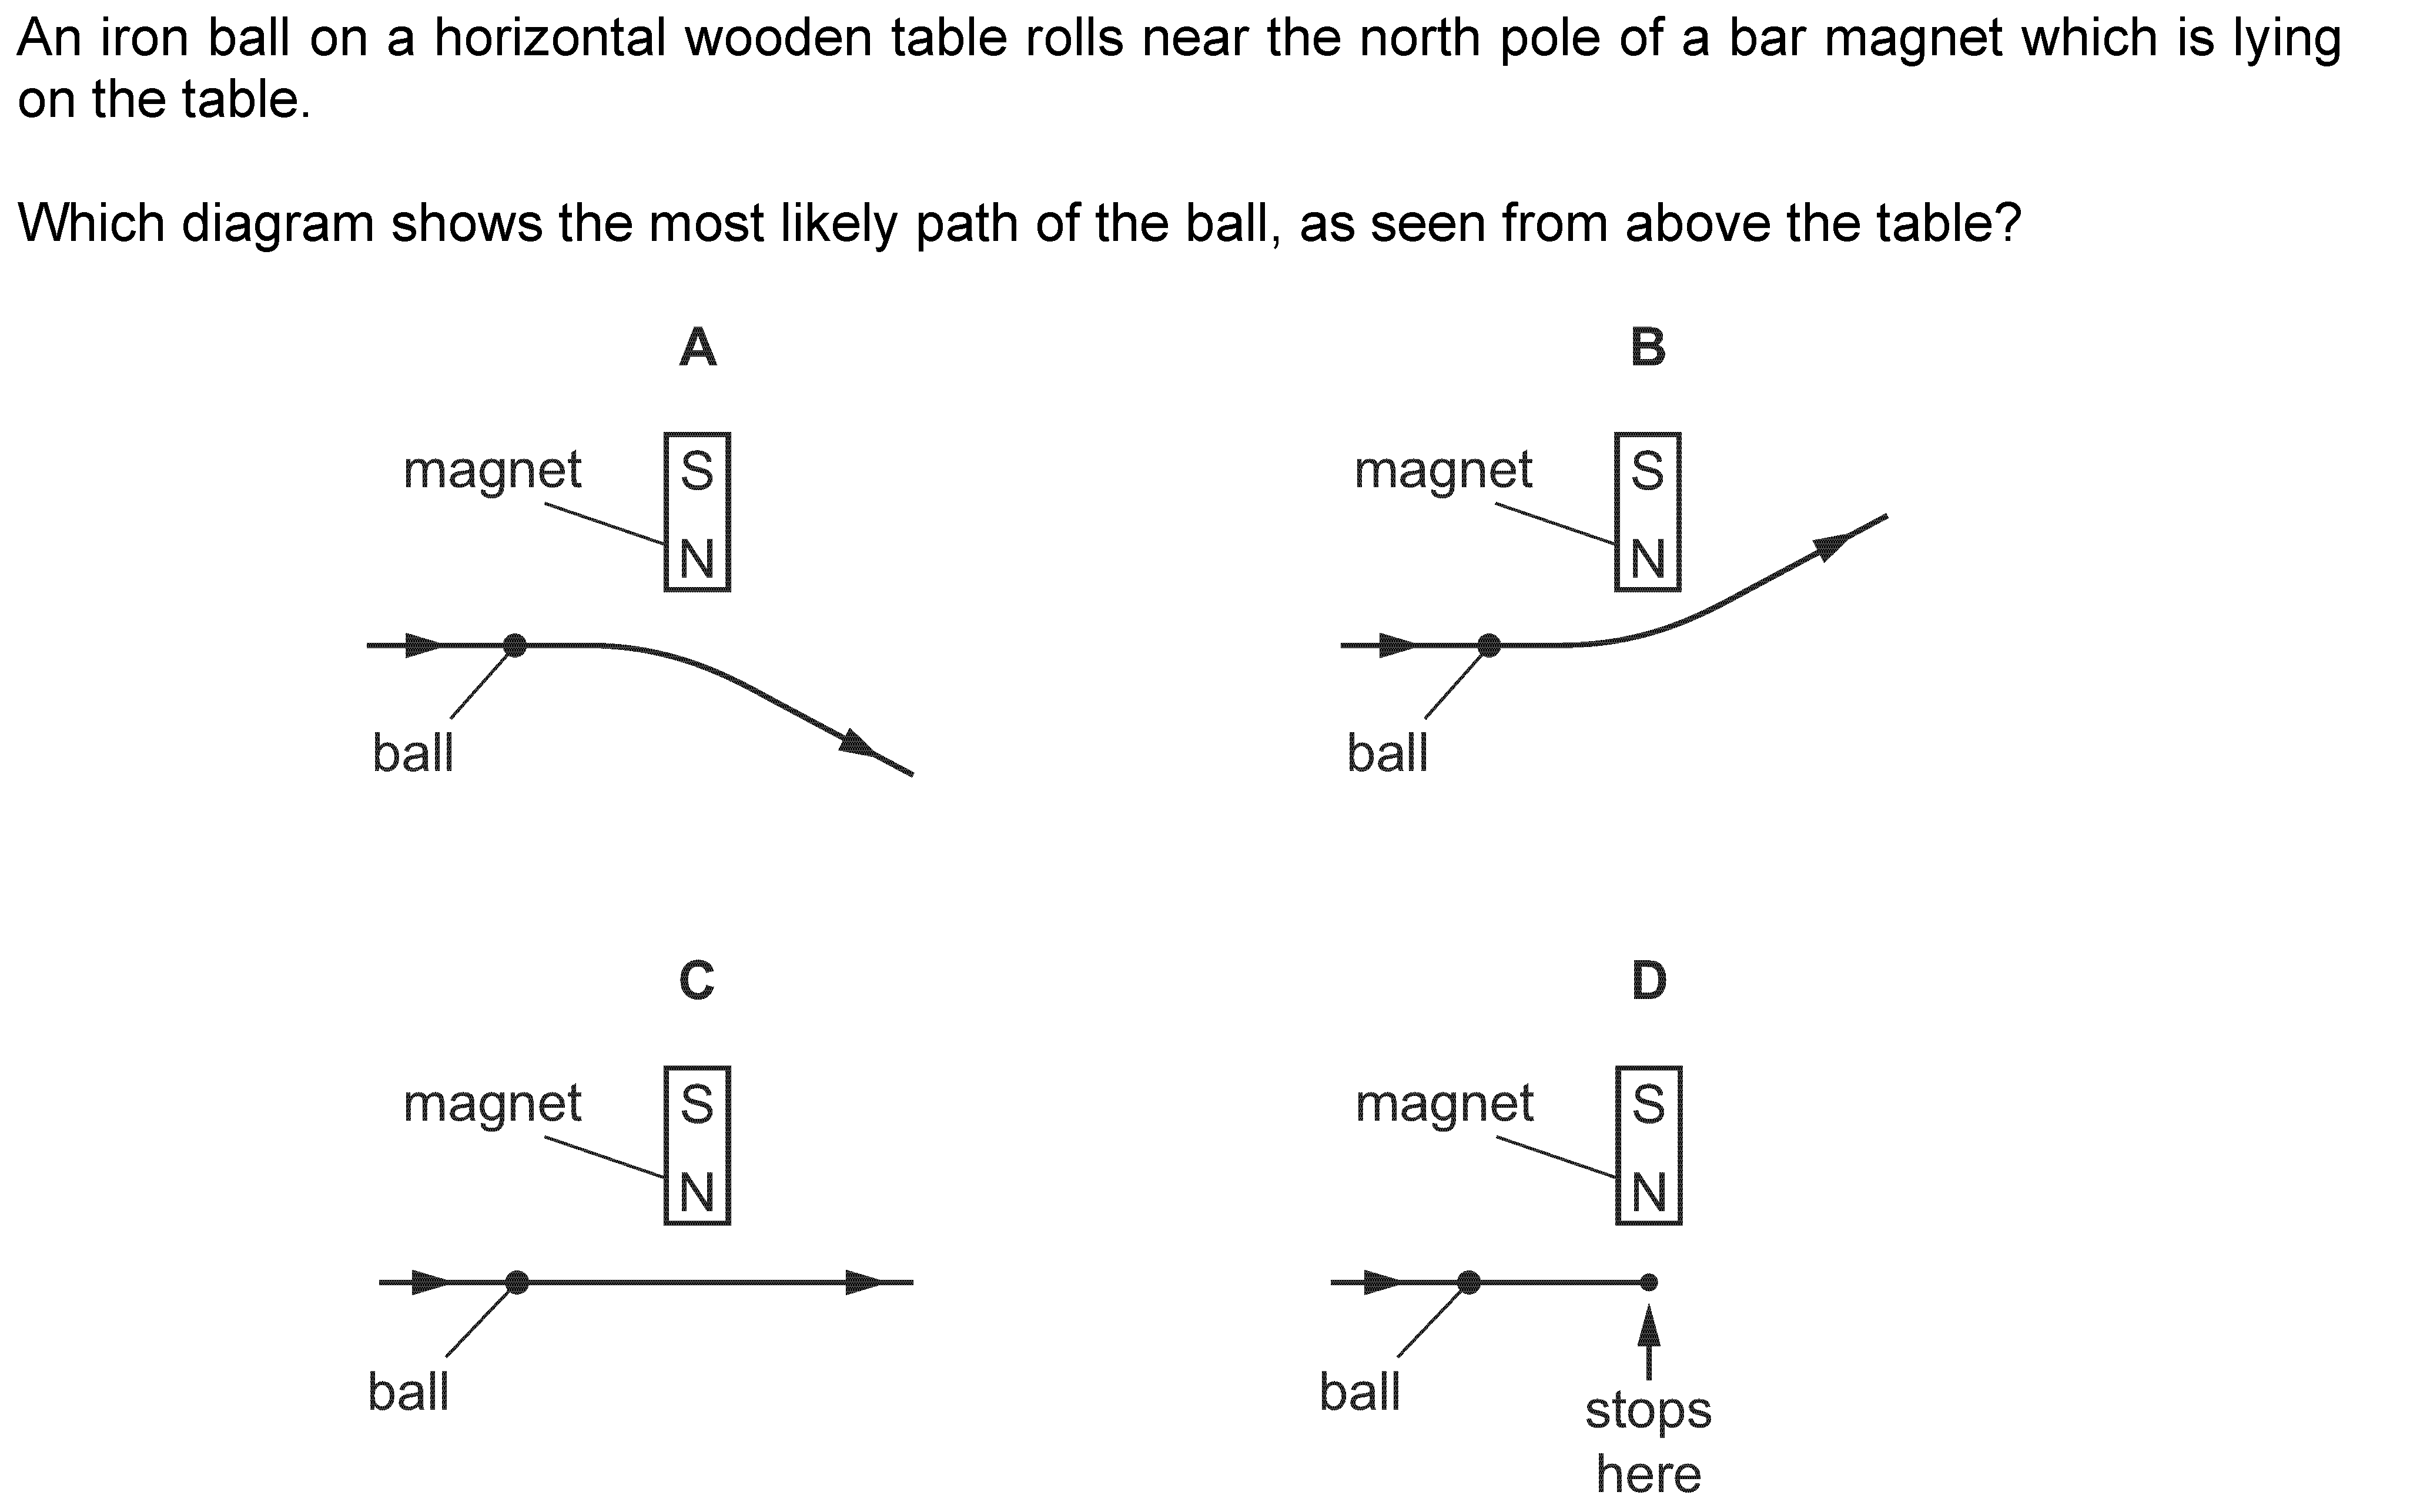 An iron ball on a horizontal wooden table rolls near the north pole of a bar magnet which is lying
on the table.
Which diagram shows the most likely path of the ball, as seen from above the table?
A
magnet
S
N
ball
B
magnet
S
N
ball
C
magnet
S
N
ball
D
magnet
S
N
ball
stops
here